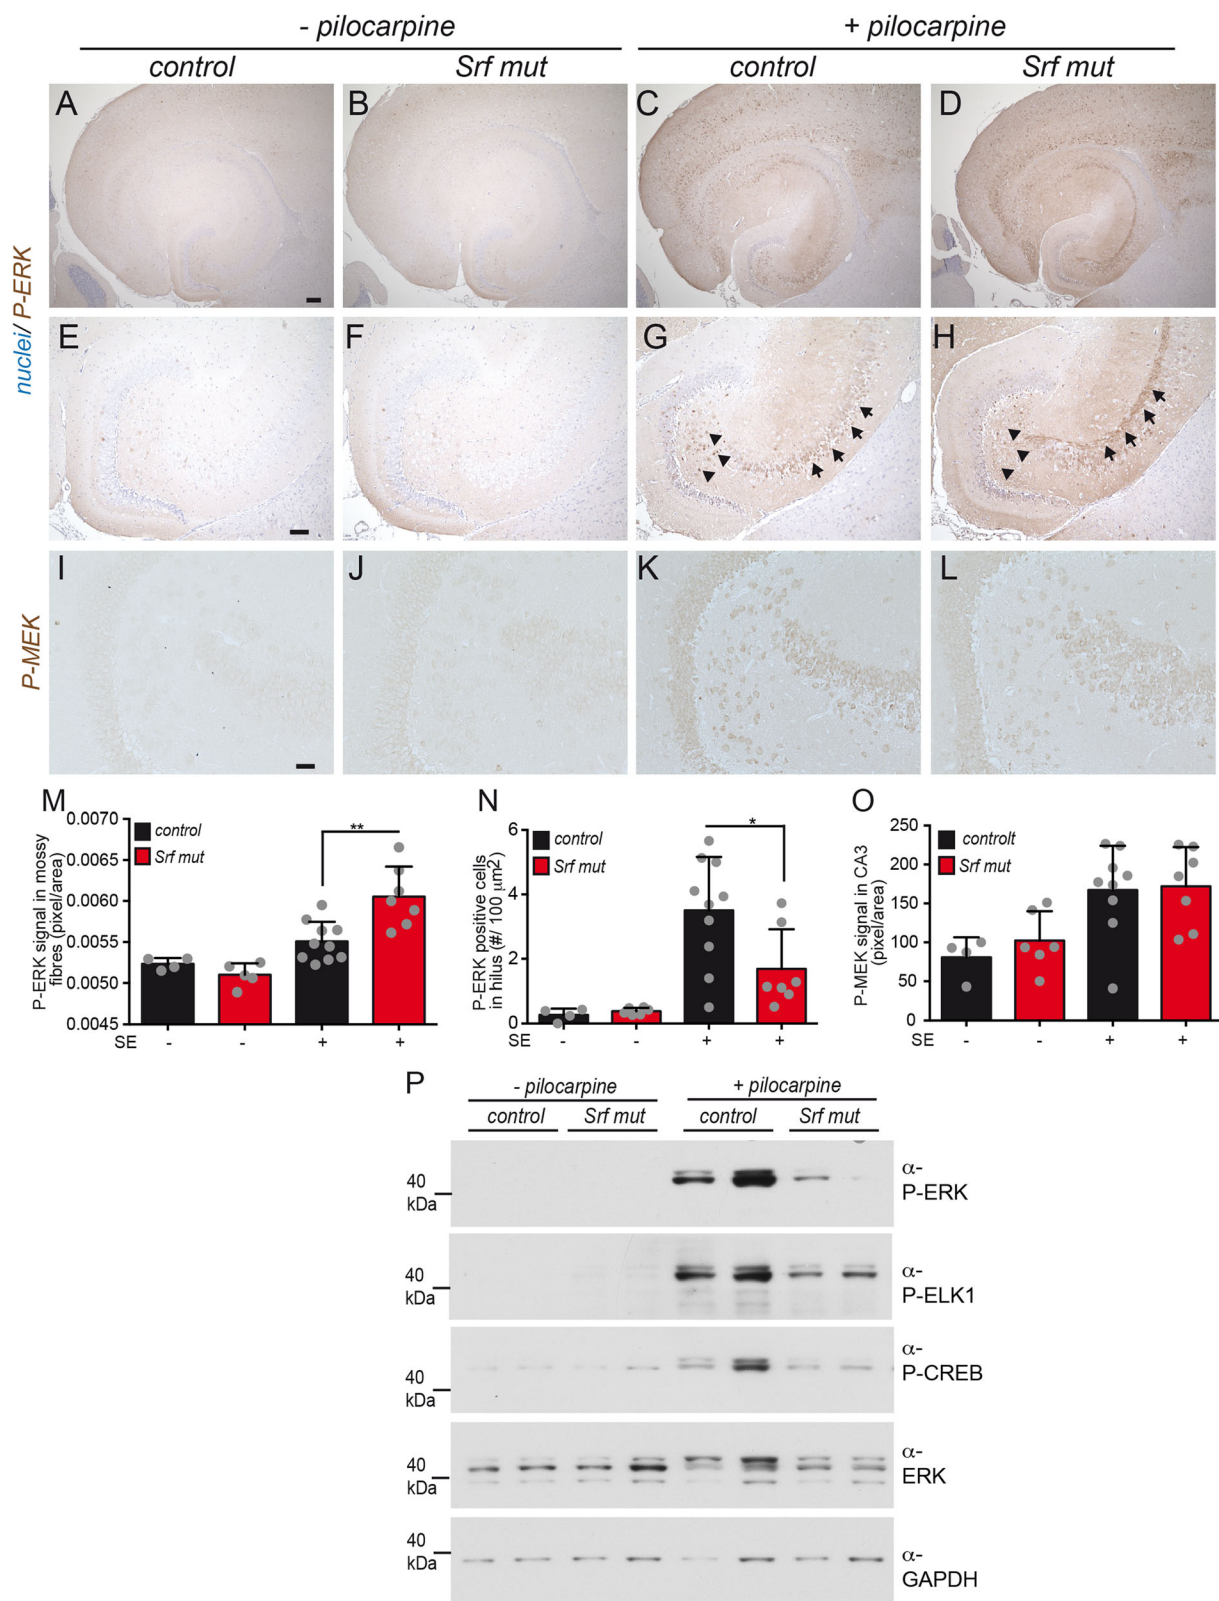 - pilocarpine
+ pilocarpine
control
Srf mut
control
Srf mut
A
B
C
D
nuclei/ P-ERK
E
F
G
H
I
J
K
L
P-MEK
M
P-ERK signal in mossy
fibres (pixel/area)
0.0070
0.0065
0.0060
0.0055
0.0050
0.0045
control
Srf mut
**
SE
-
-
+
+
N
P-ERK positive cells
in hilus (#/ 100 µm2)
6
4
2
0
control
Srf mut
*
SE
-
-
+
+
O
P-MEK signal in CA3
(pixel/area)
250
200
150
100
50
0
controlt
Srf mut
SE
-
-
+
+
P
- pilocarpine
+ pilocarpine
control
Srf mut
control
Srf mut
40
kDa
α-
P-ERK
40
kDa
α-
P-ELK1
40
kDa
α-
P-CREB
40
kDa
α-
ERK
40
kDa
α-
GAPDH